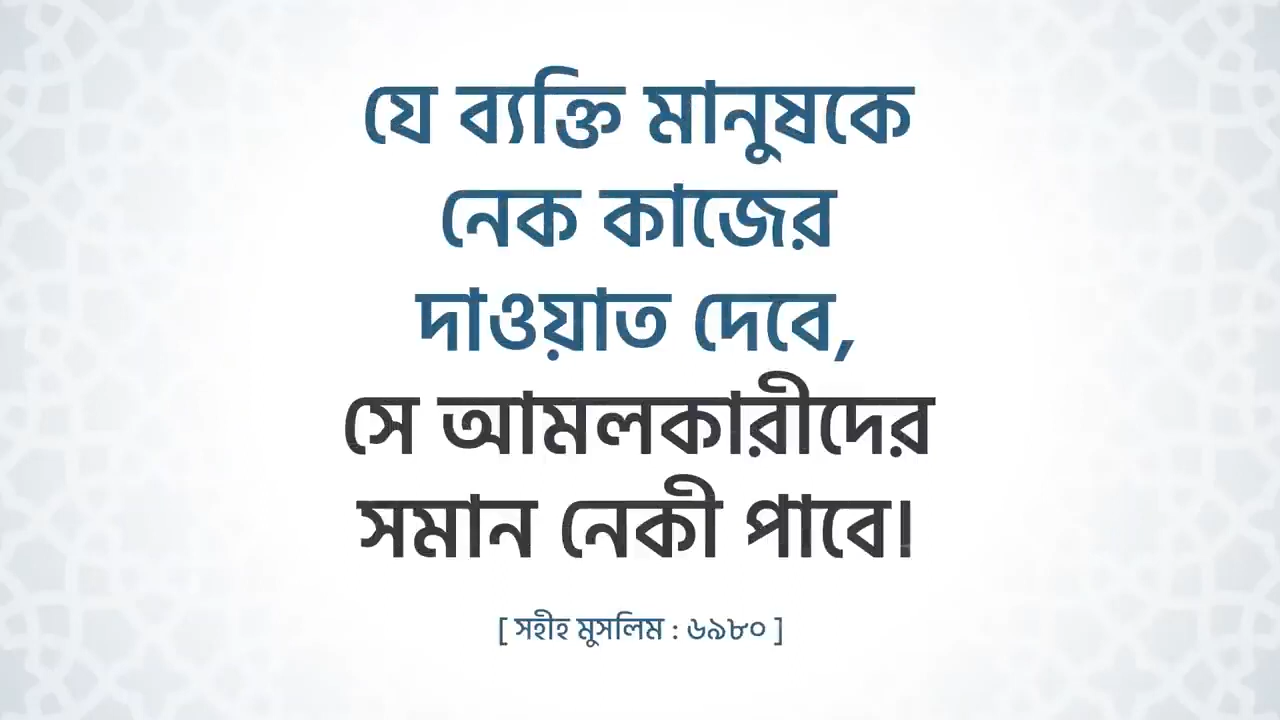 যে ব্যক্তি মানুষকে
নেক কাজের
দাওয়াত দেবে,
সে আমলকারীদের
সমান নেকী পাবে।
[ সহীহ মুসলিম : ৬৯৮০ ]